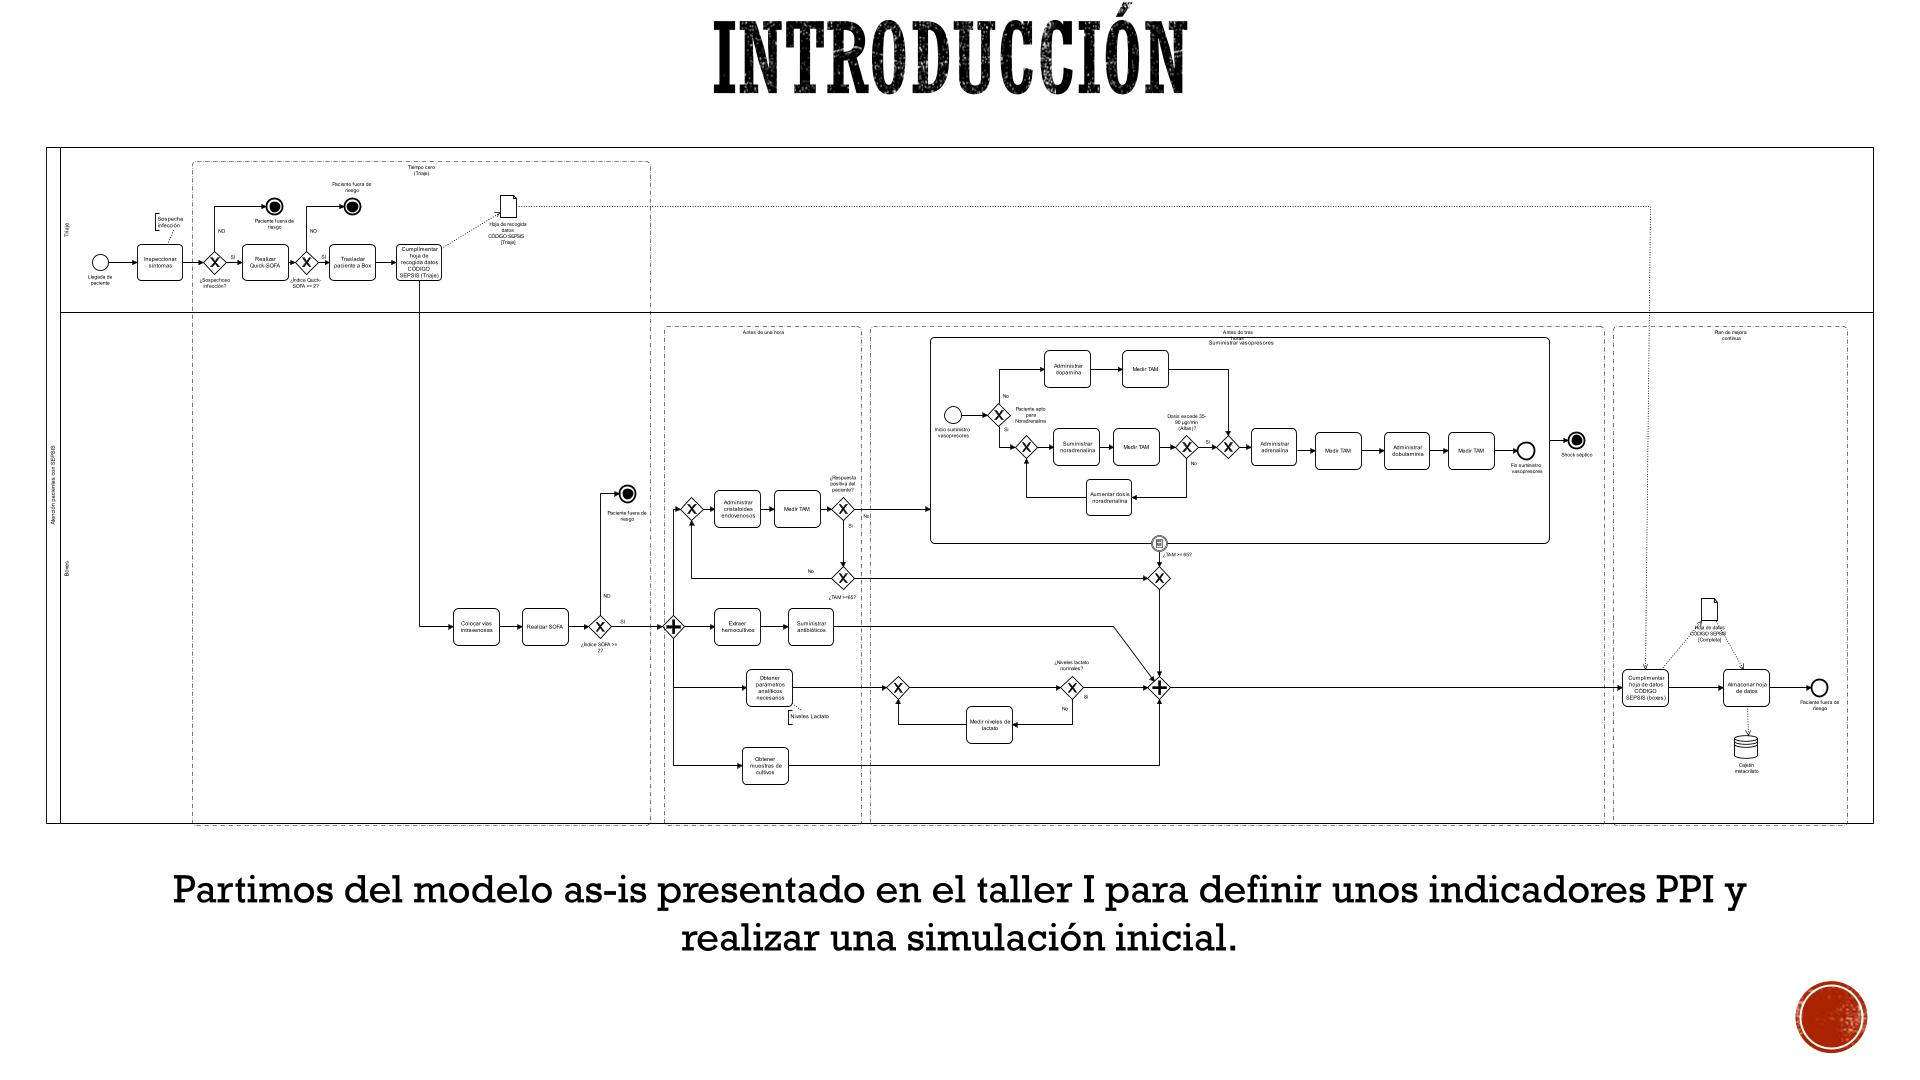 INTRODUCCIÓN
Tiempo cero
(Triaje)
Paciente fuera de
riesgo
Sospecha
infección
Paciente fuera de
riesgo
NO
NO
Hoja de recogida
datos
CÓDIGO SEPSIS
[Triaje]
Triaje
Llegada de
paciente
Inspeccionar
síntomas
¿Sospechoso
infección?
SI
Realizar
Quick-SOFA
¿Índice Quick-
SOFA >= 2?
SI
Trasladar
paciente a Box
Cumplimentar
hoja de
recogida datos
CÓDIGO
SEPSIS (Triaje)
Atención pacientes con SEPSIS
Boxes
Colocar vías
intravenosas
Realizar SOFA
¿Índice SOFA >=
2?
NO
SI
Paciente fuera de
riesgo
Antes de una hora
Administrar
cristaloides
endovenosos
Medir TAM
¿Respuesta
positiva del
paciente?
No
Si
No
¿TAM >=65?
Extraer
hemocultivos
Suministrar
antibióticos
Obtener
parámetros
analíticos
necesarios
Niveles Lactato
Obtener
muestras de
cultivos
Antes de tres
horas
Suministrar vasopresores
Inicio suministro
vasopresores
No
Si
Paciente apto
para
Noradrenalina
Administrar
dopamina
Medir TAM
Suministrar
noradrenalina
Medir TAM
Dosis excede 35-
90 µgr/min
(Altas)?
Si
No
Aumentar dosis
noradrenalina
Administrar
adrenalina
Medir TAM
Administrar
dobutamina
Medir TAM
Fin suministro
vasopresores
Shock séptico
¿TAM >= 65?
¿Niveles lactato
normales?
Si
No
Medir niveles de
lactato
Plan de mejora
continua
Hoja de datos
CÓDIGO SEPSIS
[Completa]
Cumplimentar
hoja de datos
CÓDIGO
SEPSIS (boxes)
Almacenar hoja
de datos
Paciente fuera de
riesgo
Cajetín
metacrilato
Partimos del modelo as-is presentado en el taller I para definir unos indicadores PPI y
realizar una simulación inicial.